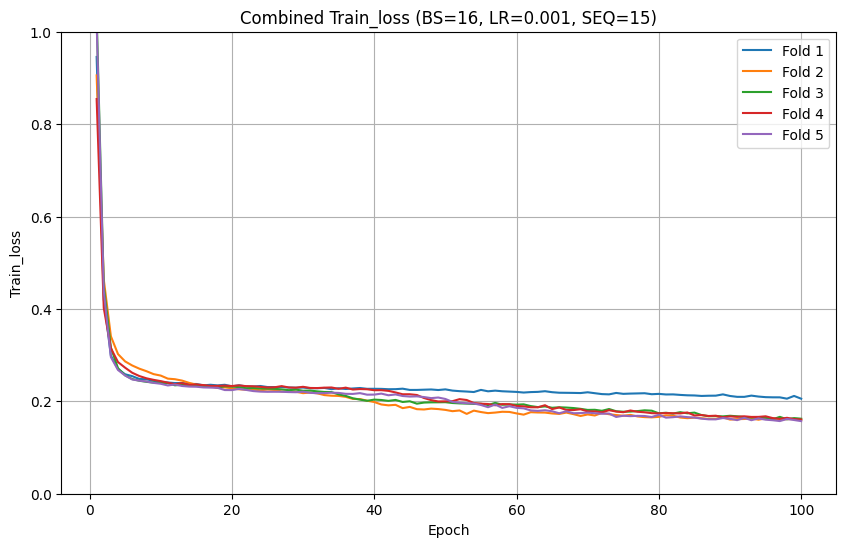 Combined Train_loss (BS=16, LR=0.001, SEQ=15)
Train_loss
1.0
0.8
0.6
0.4
0.2
0.0
Fold 1
Fold 2
Fold 3
Fold 4
Fold 5
0 20 40 60 80 100
Epoch